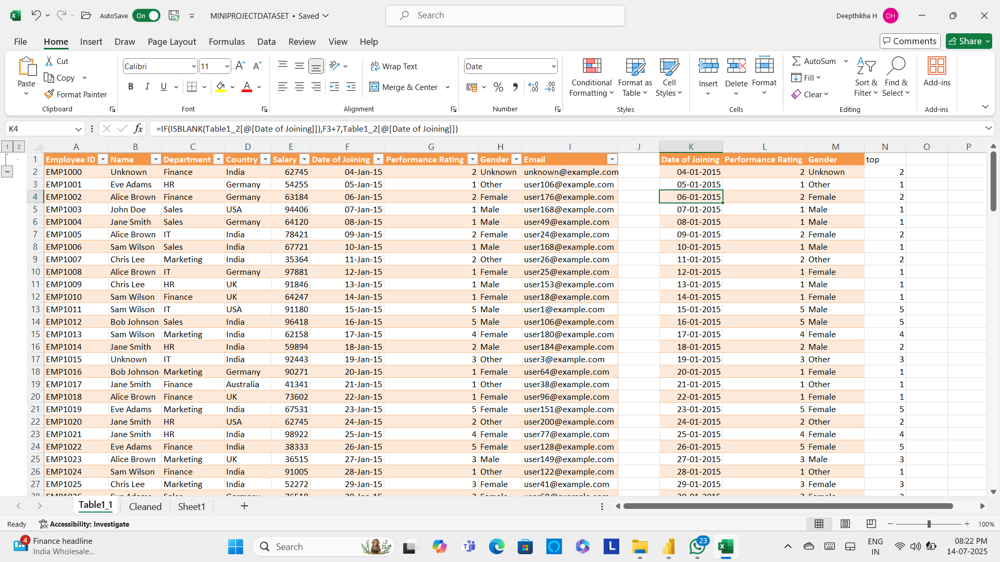 AutoSave On MINIPROJECTDATASET • Saved Search Deepthikha H DH
File Home Insert Draw Page Layout Formulas Data Review View Help Comments Share
Paste Cut Copy Format Painter Clipboard
Calibri 11 B I U A Font
Wrap Text Merge & Center Alignment
Date % Number
Conditional Formatting Format as Table Cell Styles Styles
Insert Delete Format Cells
AutoSum Fill Clear Sort & Filter Find & Select Editing
Add-ins Add-ins
K4 fx =IF(ISBLANK(Table1_2[@[Date of Joining]]),F3+7,Table1_2[@[Date of Joining]])
1 2 A B C D E F G H I J K L M N O P
1 Employee ID Name Department Country Salary Date of Joining Performance Rating Gender Email Date of Joining Performance Rating Gender top
2 EMP1000 Unknown Finance India 62745 04-Jan-15 2 Unknown unknown@example.com 04-01-2015 2 Unknown 2
3 EMP1001 Eve Adams HR Germany 54255 05-Jan-15 1 Other user106@example.com 05-01-2015 1 Other 1
4 EMP1002 Alice Brown Finance Germany 63184 06-Jan-15 2 Female user176@example.com 06-01-2015 2 Female 2
5 EMP1003 John Doe Sales USA 94406 07-Jan-15 1 Male user168@example.com 07-01-2015 1 Male 1
6 EMP1004 Jane Smith Sales Germany 64120 08-Jan-15 1 Male user49@example.com 08-01-2015 1 Male 1
7 EMP1005 Alice Brown IT India 78421 09-Jan-15 2 Female user24@example.com 09-01-2015 2 Female 2
8 EMP1006 Sam Wilson Sales India 67721 10-Jan-15 1 Male user168@example.com 10-01-2015 1 Male 1
9 EMP1007 Chris Lee Marketing India 35364 11-Jan-15 2 Other user26@example.com 11-01-2015 2 Other 2
10 EMP1008 Alice Brown IT Germany 97881 12-Jan-15 1 Female user25@example.com 12-01-2015 1 Female 1
11 EMP1009 Chris Lee HR UK 91846 13-Jan-15 1 Male user153@example.com 13-01-2015 1 Male 1
12 EMP1010 Sam Wilson Finance UK 64247 14-Jan-15 1 Female user18@example.com 14-01-2015 1 Female 1
13 EMP1011 Sam Wilson IT USA 91180 15-Jan-15 5 Male user1@example.com 15-01-2015 5 Male 5
14 EMP1012 Bob Johnson Sales India 96418 16-Jan-15 5 Male user106@example.com 16-01-2015 5 Male 5
15 EMP1013 Sam Wilson Marketing India 62158 17-Jan-15 4 Female user180@example.com 17-01-2015 4 Female 4
16 EMP1014 Jane Smith HR India 59894 18-Jan-15 2 Male user184@example.com 18-01-2015 2 Male 2
17 EMP1015 Unknown IT India 92443 19-Jan-15 3 Other user3@example.com 19-01-2015 3 Other 3
18 EMP1016 Bob Johnson Marketing Germany 90271 20-Jan-15 1 Female user64@example.com 20-01-2015 1 Female 1
19 EMP1017 Jane Smith Finance Australia 41341 21-Jan-15 1 Other user38@example.com 21-01-2015 1 Other 1
20 EMP1018 Alice Brown Finance UK 73602 22-Jan-15 1 Female user96@example.com 22-01-2015 1 Female 1
21 EMP1019 Eve Adams Marketing India 67531 23-Jan-15 5 Female user151@example.com 23-01-2015 5 Female 5
22 EMP1020 Jane Smith HR USA 62745 24-Jan-15 2 Other user200@example.com 24-01-2015 2 Other 2
23 EMP1021 Jane Smith HR India 98922 25-Jan-15 4 Female user77@example.com 25-01-2015 4 Female 4
24 EMP1022 Eve Adams Finance India 38333 26-Jan-15 5 Female user128@example.com 26-01-2015 5 Female 5
25 EMP1023 Alice Brown Marketing UK 36515 27-Jan-15 3 Male user149@example.com 27-01-2015 3 Male 3
26 EMP1024 Sam Wilson Finance India 91005 28-Jan-15 1 Other user122@example.com 28-01-2015 1 Other 1
27 EMP1025 Chris Lee Marketing India 52272 29-Jan-15 3 Female user41@example.com 29-01-2015 3 Female 3
Table1_1 Cleaned Sheet1 +
Ready Accessibility: Investigate 100%
4 Finance headline
India Wholesale...
Search 23 ENG IN 08:22 PM 14-07-2025